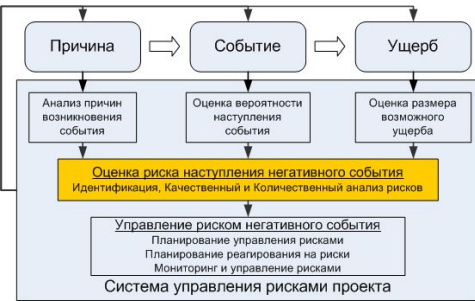 Причина
Событие
Ущерб
Анализ причин
возникновения
события
Оценка вероятности
наступления
события
Оценка размера
возможного
ущерба
Оценка риска наступления негативного события
Идентификация, Качественный и Количественный анализ рисков
Управление риском негативного события
Планирование управления рисками
Планирование реагирования на риски
Мониторинг и управление рисками
Система управления рисками проекта